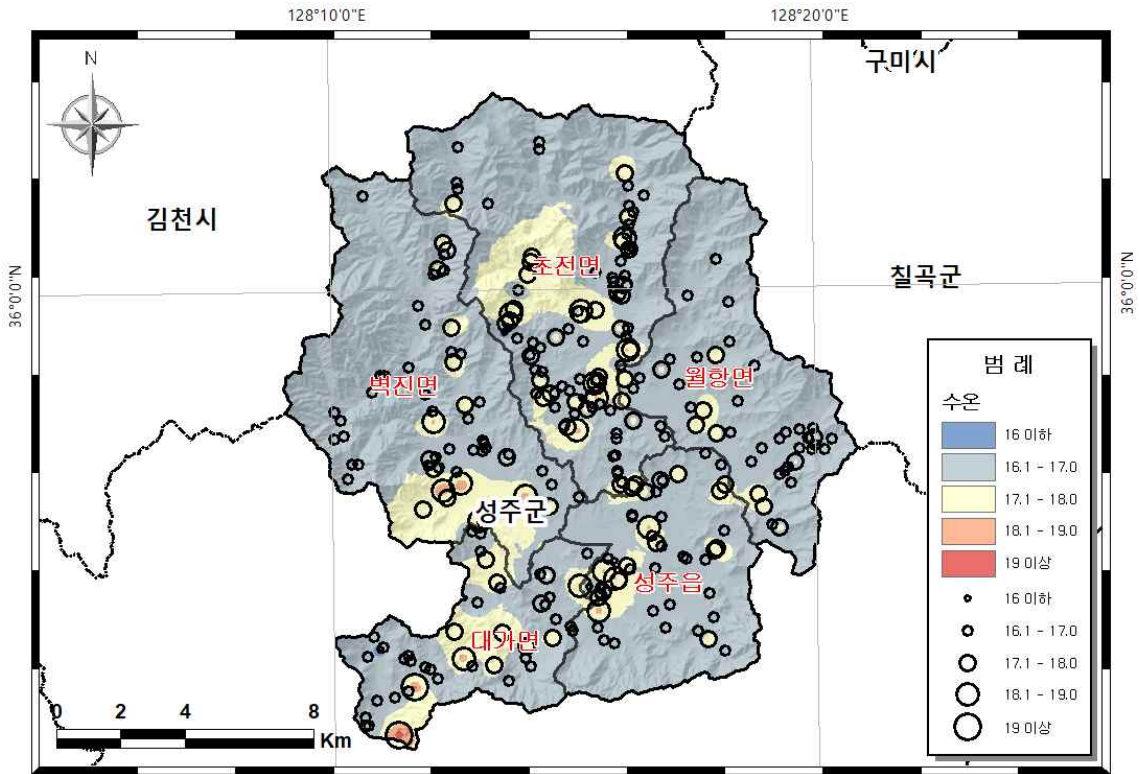 128°10'0"E
128°20'0"E
N
구미시
김천시
36°0'0"N
초전면
칠곡군
36°0'0"N
벽진면
월항면
성주군
성주읍
대가면
범 례
수온
16 이하
16.1 - 17.0
17.1 - 18.0
18.1 - 19.0
19 이상
16 이하
16.1 - 17.0
17.1 - 18.0
18.1 - 19.0
19 이상
0 2 4 8
Km